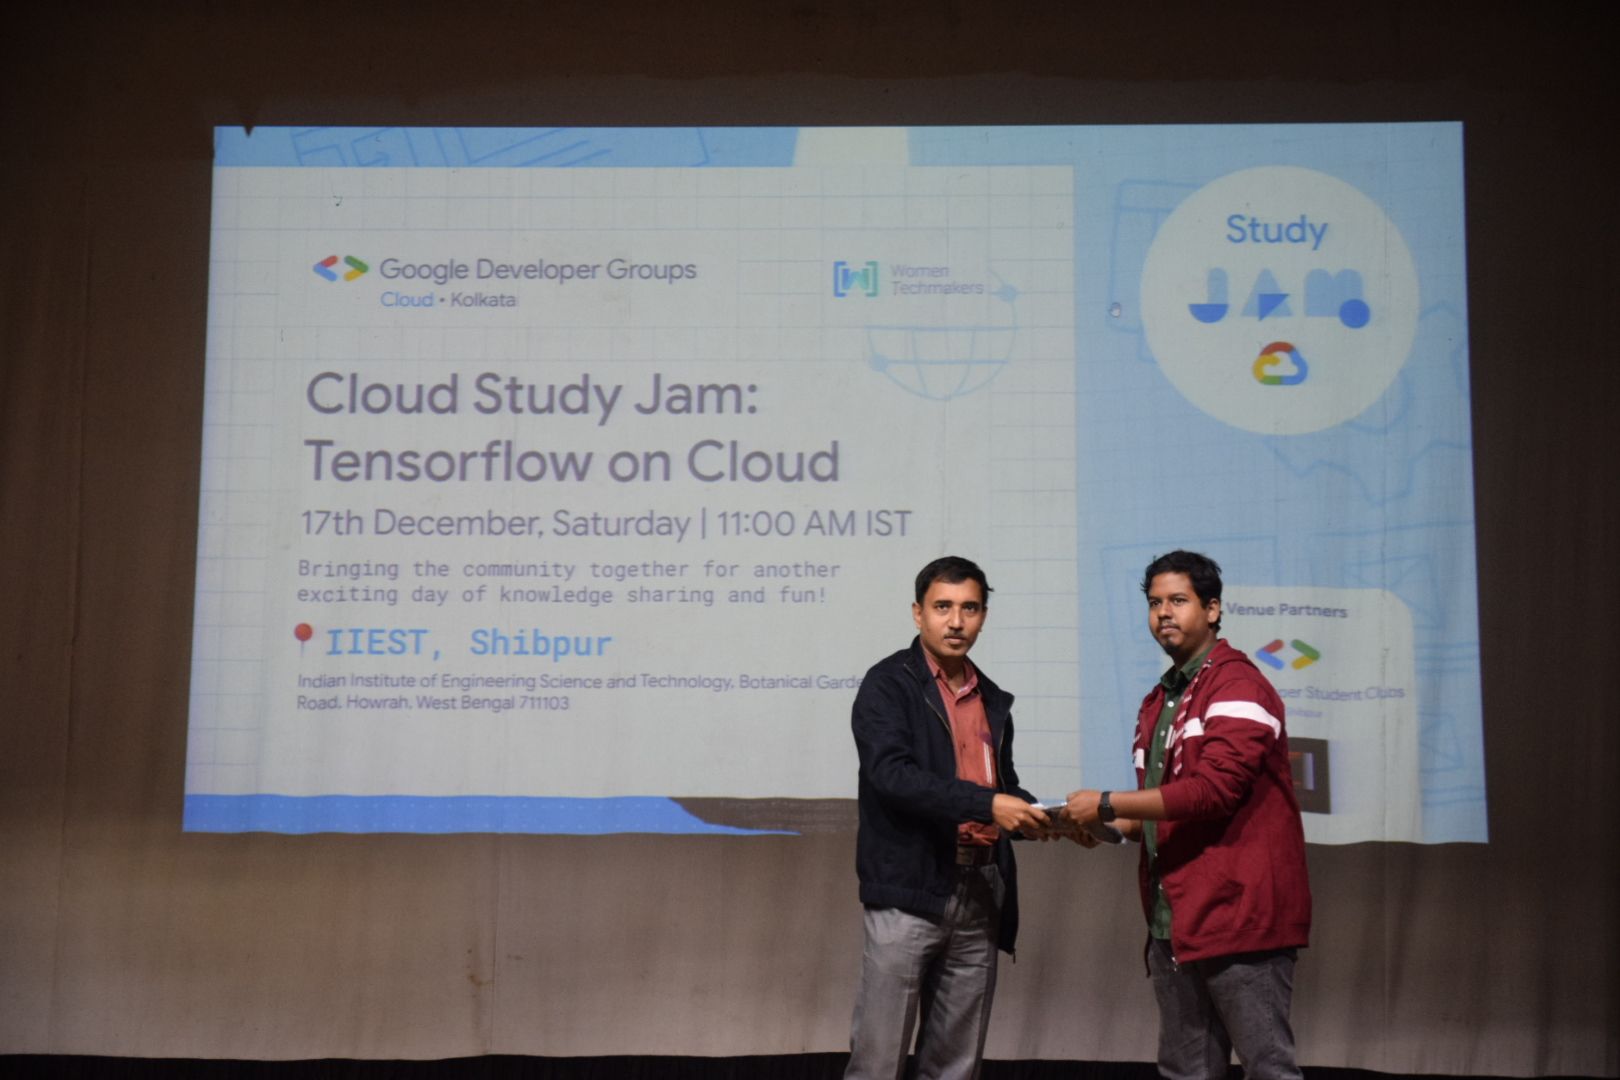 Google Developer Groups
Cloud • Kolkata
Women
Techmakers
Study
JAM
Cloud Study Jam:
Tensorflow on Cloud
17th December, Saturday | 11:00 AM IST
Bringing the community together for another
exciting day of knowledge sharing and fun!
IIEST, Shibpur
Indian Institute of Engineering Science and Technology, Botanical Garde
Road, Howrah, West Bengal 711103
Venue Partners
per Student Clubs